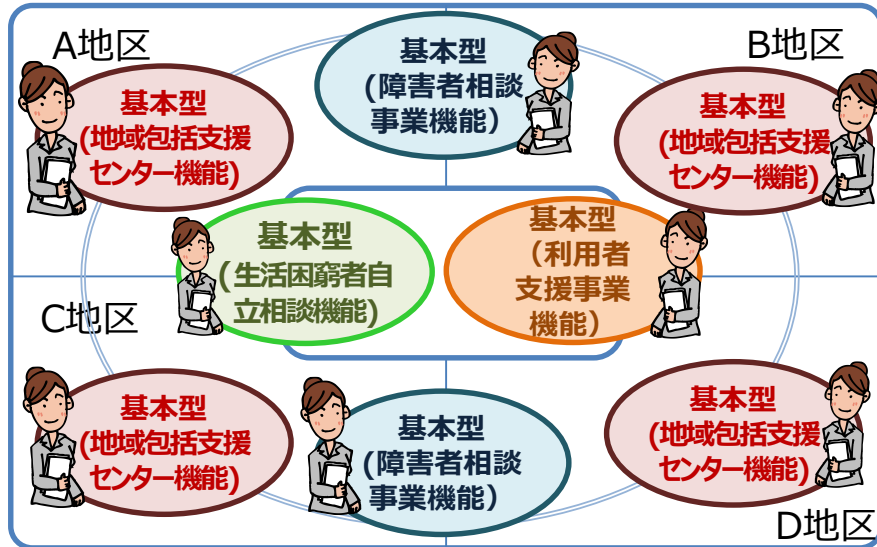 A地区
基本型
(地域包括支援
センター機能)
基本型
(障害者相談
事業機能)
B地区
基本型
(地域包括支援
センター機能)
基本型
(生活困窮者自
立相談機能)
基本型
(利用者
支援事業
機能)
C地区
基本型
(地域包括支援
センター機能)
基本型
(障害者相談
事業機能)
基本型
(地域包括支援
センター機能)
D地区